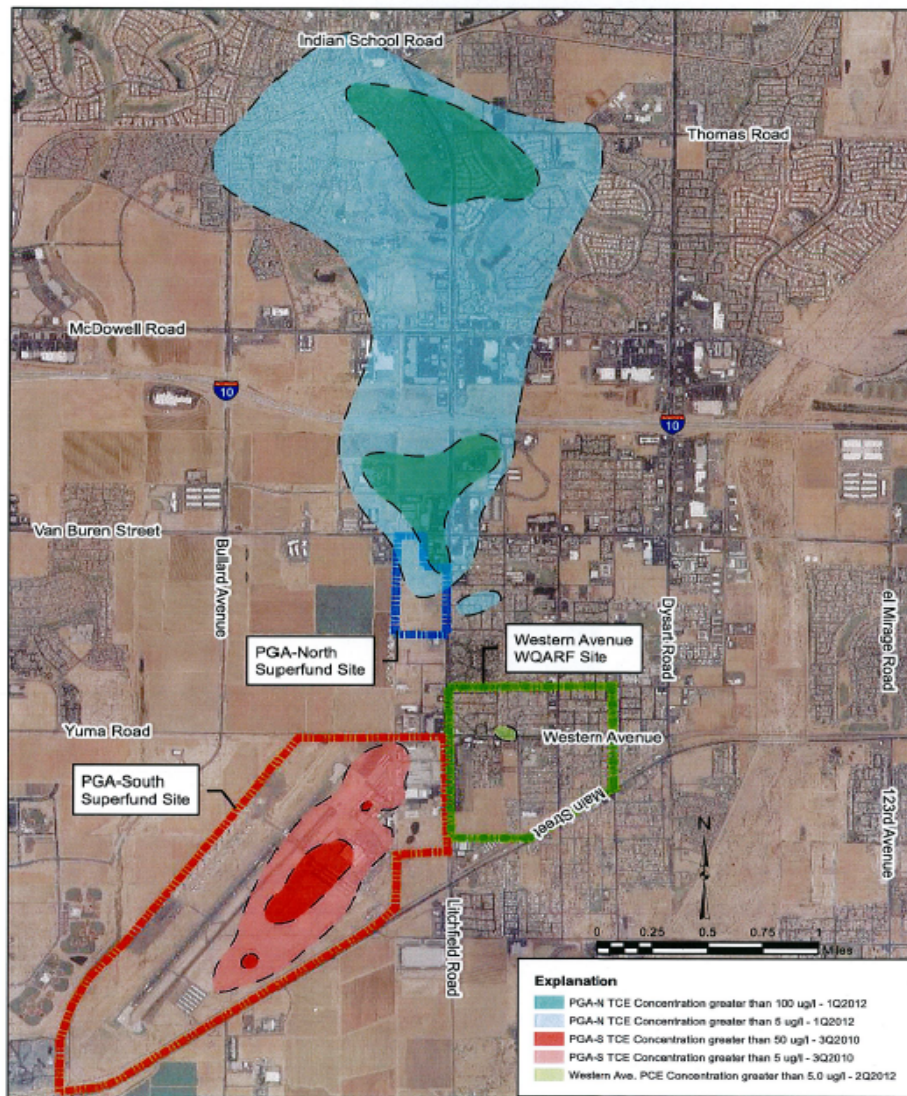 Indian School Road
Thomas Road
McDowell Road
10
10
Van Buren Street
Bullard Avenue
Dysart Road
el Mirage Road
PGA-North
Superfund Site
Western Avenue
WQARF Site
Yuma Road
Western Avenue
PGA-South
Superfund Site
Main Street
123rd Avenue
N
Litchfield Road
0 0.25 0.5 0.75 1
Miles
Explanation
PGA-N TCE Concentration greater than 100 ug/l - 1Q2012
PGA-N TCE Concentration greater than 5 ug/l - 1Q2012
PGA-S TCE Concentration greater than 50 ug/l - 3Q2010
PGA-S TCE Concentration greater than 5 ug/l - 3Q2010
Western Ave. PCE Concentration greater than 5.0 ug/l - 2Q2012